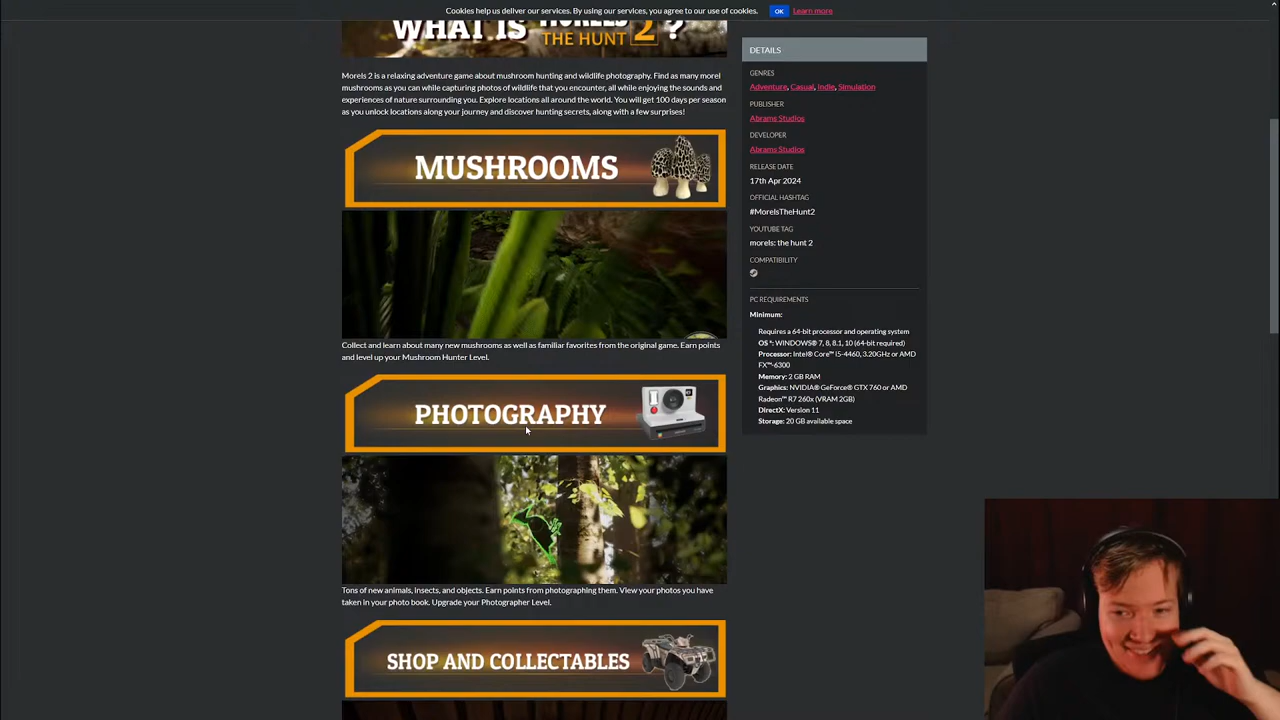 Cookies help us deliver our services. By using our services, you agree to our use of cookies. OK Learn more
WHAT IS MORELS THE HUNT 2 ?
Morels 2 is a relaxing adventure game about mushroom hunting and wildlife photography. Find as many morel
mushrooms as you can while capturing photos of wildlife that you encounter, all while enjoying the sounds and
experiences of nature surrounding you. Explore locations all around the world. You will get 100 days per season
as you unlock locations along your journey and discover hunting secrets, along with a few surprises!
MUSHROOMS
Collect and learn about many new mushrooms as well as familiar favorites from the original game. Earn points
and level up your Mushroom Hunter Level.
PHOTOGRAPHY
Tons of new animals, insects, and objects. Earn points from photographing them. View your photos you have
taken in your photo book. Upgrade your Photographer Level.
SHOP AND COLLECTABLES
DETAILS
GENRES
Adventure, Casual, Indie, Simulation
PUBLISHER
Abrams Studios
DEVELOPER
Abrams Studios
RELEASE DATE
17th Apr 2024
OFFICIAL HASHTAG
#MorelsTheHunt2
YOUTUBE TAG
morels: the hunt 2
COMPATIBILITY
PC REQUIREMENTS
Minimum:
Requires a 64-bit processor and operating system
OS *: WINDOWS® 7, 8, 8.1, 10 (64-bit required)
Processor: Intel® Core™ i5-4460, 3.20GHz or AMD
FX™-6300
Memory: 2 GB RAM
Graphics: NVIDIA® GeForce® GTX 760 or AMD
Radeon™ R7 260x (VRAM 2GB)
DirectX: Version 11
Storage: 20 GB available space